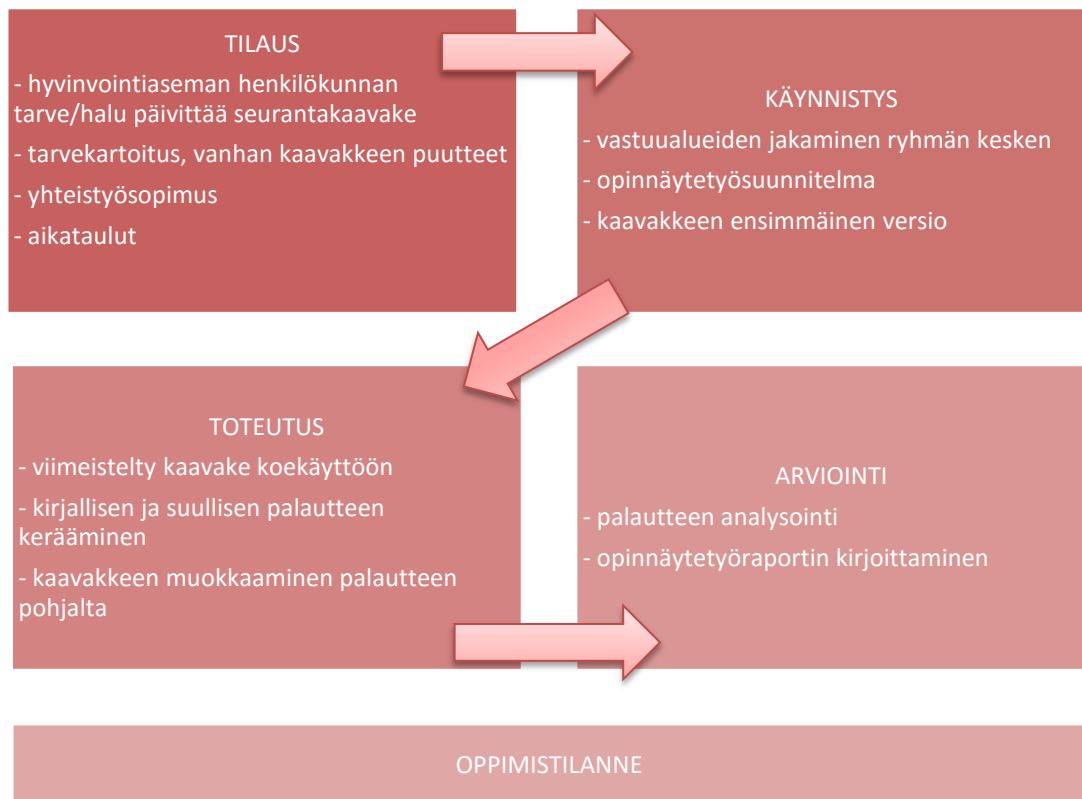 TILAUS
- hyvinvointiaseman henkilökunnan
tarve/halu päivittää seurantakaavake
- tarvekartoitus, vanhan kaavakkeen puutteet
- yhteistyösopimus
- aikataulut
KÄYNNISTYS
- vastuualueiden jakaminen ryhmän kesken
- opinnäytetyösuunnitelma
- kaavakkeen ensimmäinen versio
TOTEUTUS
- viimeistelty kaavake koekäyttöön
- kirjallisen ja suullisen palautteen
kerääminen
- kaavakkeen muokkaaminen palautteen
pohjalta
ARVIOINTI
- palautteen analysointi
- opinnäytetyöraportin kirjoittaminen
OPPIMISTILANNE